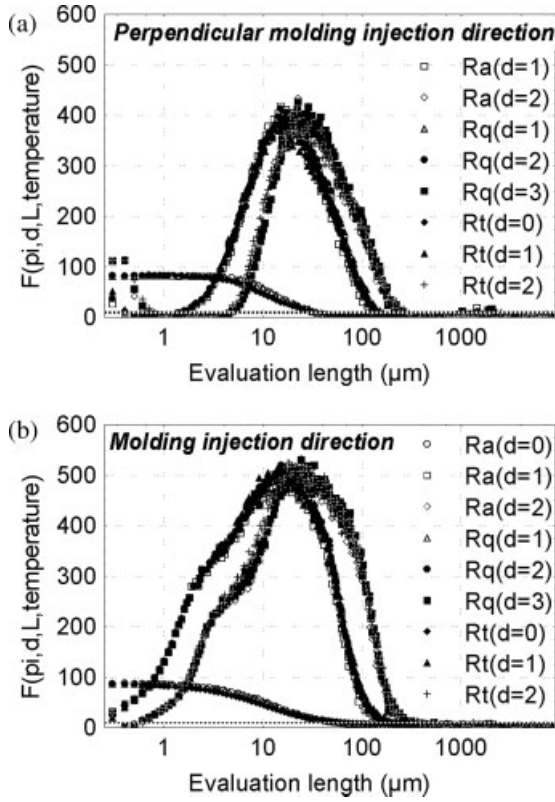 (a)
Perpendicular molding injection direction
F(pi,d,L,temperature)
600
500
400
300
200
100
0
Ra(d=1)
Ra(d=2)
Rq(d=1)
Rq(d=2)
Rq(d=3)
Rt(d=0)
Rt(d=1)
Rt(d=2)
1 10 100 1000
Evaluation length (µm)
(b)
Molding injection direction
F(pi,d,L,temperature)
600
500
400
300
200
100
0
Ra(d=0)
Ra(d=1)
Ra(d=2)
Rq(d=1)
Rq(d=2)
Rq(d=3)
Rt(d=0)
Rt(d=1)
Rt(d=2)
1 10 100 1000
Evaluation length (µm)